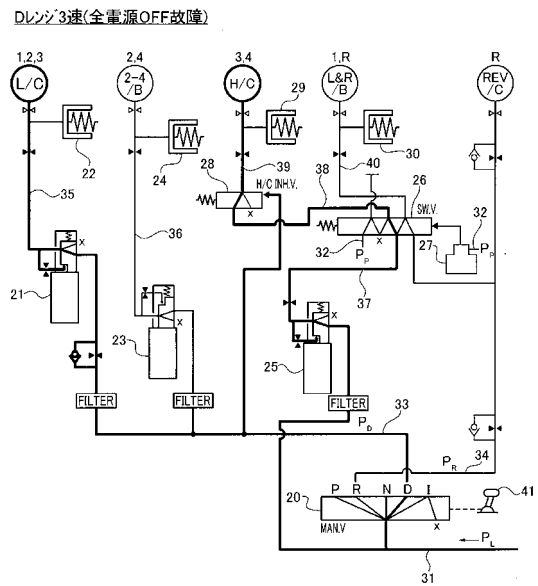 Dレンジ3速(全電源OFF故障)
1,2,3
2,4
3,4
1,R
R
L/C
2-4
/B
H/C
L&R
/B
REV
/C
29
22
24
28
39
30
40
38
26
H/C INH.V.
x
SW.V.
32
35
36
32
P_P
x
27
P_P
37
x
21
x
23
x
25
FILTER
FILTER
FILTER
33
P_D
P_R
34
P R N D I
20
41
MAN.V
x
P_L
31